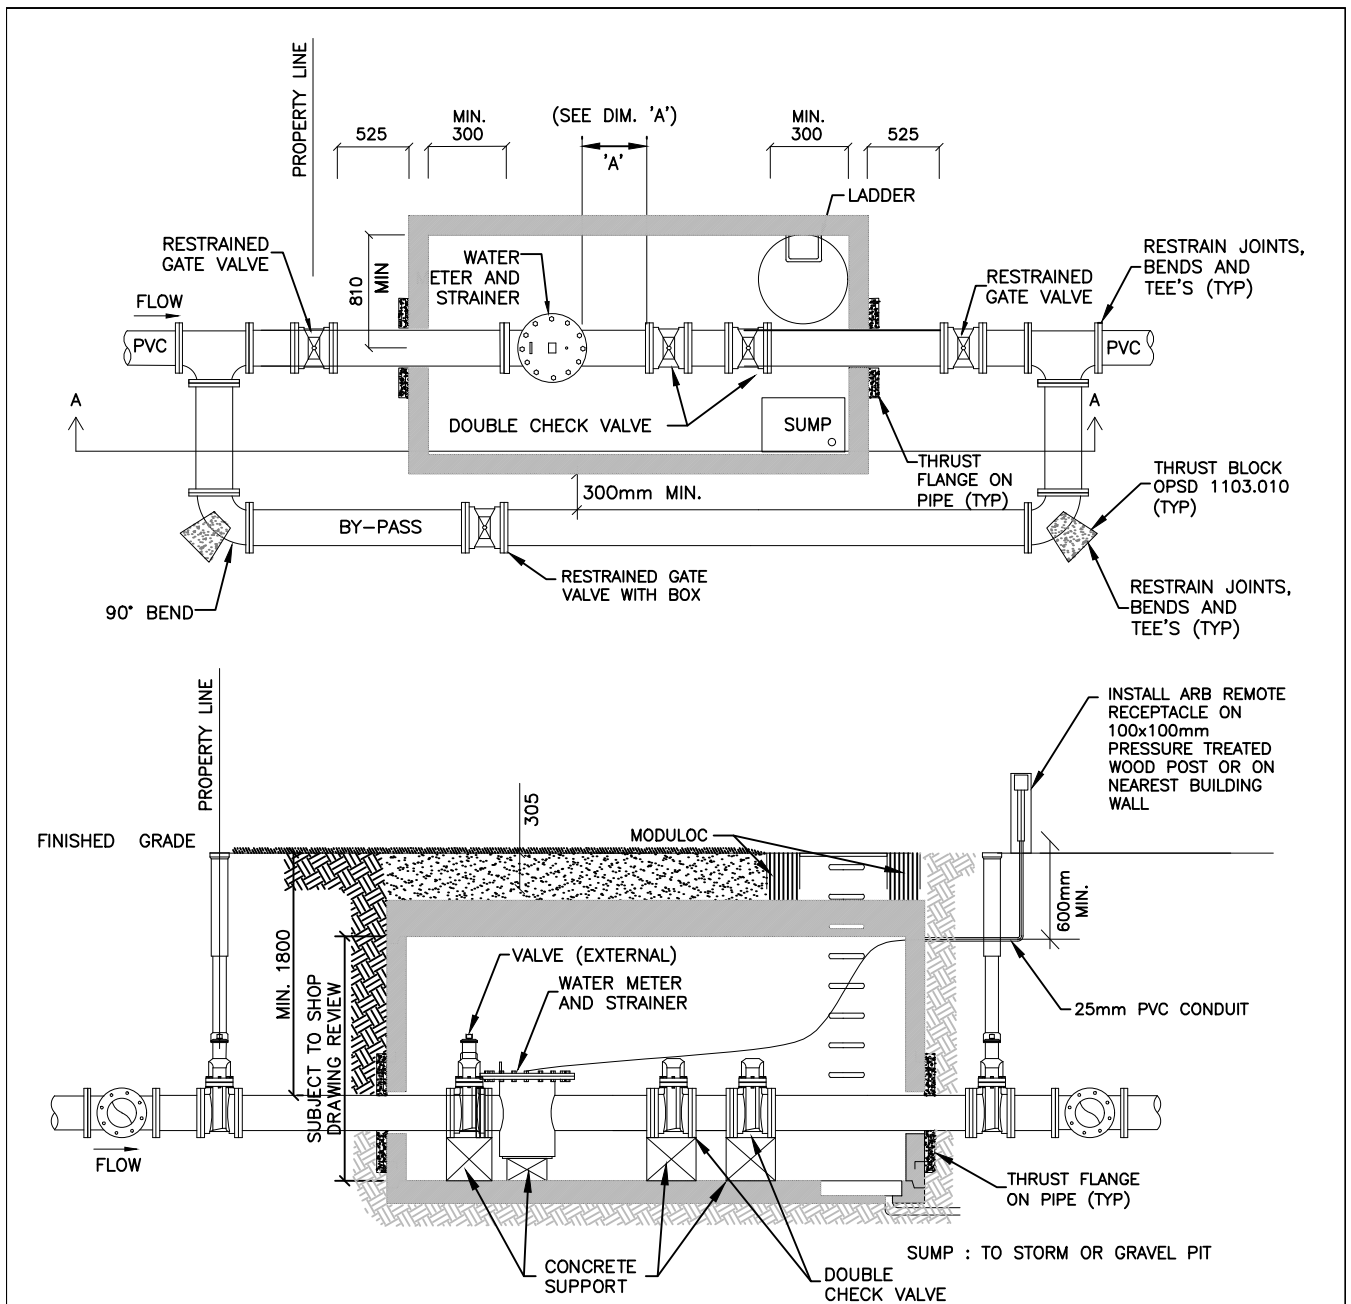 PROPERTY LINE
525
MIN.
300
(SEE DIM. 'A')
'A'
MIN.
300
525
LADDER
RESTRAINED
GATE VALVE
810
MIN
WATER
ETER AND
STRAINER
RESTRAINED
GATE VALVE
RESTRAIN JOINTS,
BENDS AND
TEE'S (TYP)
FLOW
PVC
PVC
A
A
DOUBLE CHECK VALVE
SUMP
THRUST
FLANGE ON
PIPE (TYP)
THRUST BLOCK
OPSD 1103.010
(TYP)
300mm MIN.
BY-PASS
RESTRAINED GATE
VALVE WITH BOX
90° BEND
RESTRAIN JOINTS,
BENDS AND
TEE'S (TYP)
PROPERTY LINE
INSTALL ARB REMOTE
RECEPTACLE ON
100x100mm
PRESSURE TREATED
WOOD POST OR ON
NEAREST BUILDING
WALL
305
FINISHED GRADE
MODULOC
600mm
MIN.
MIN. 1800
SUBJECT TO SHOP
DRAWING REVIEW
VALVE (EXTERNAL)
WATER METER
AND STRAINER
25mm PVC CONDUIT
FLOW
THRUST FLANGE
ON PIPE (TYP)
SUMP : TO STORM OR GRAVEL PIT
CONCRETE
SUPPORT
DOUBLE
CHECK VALVE